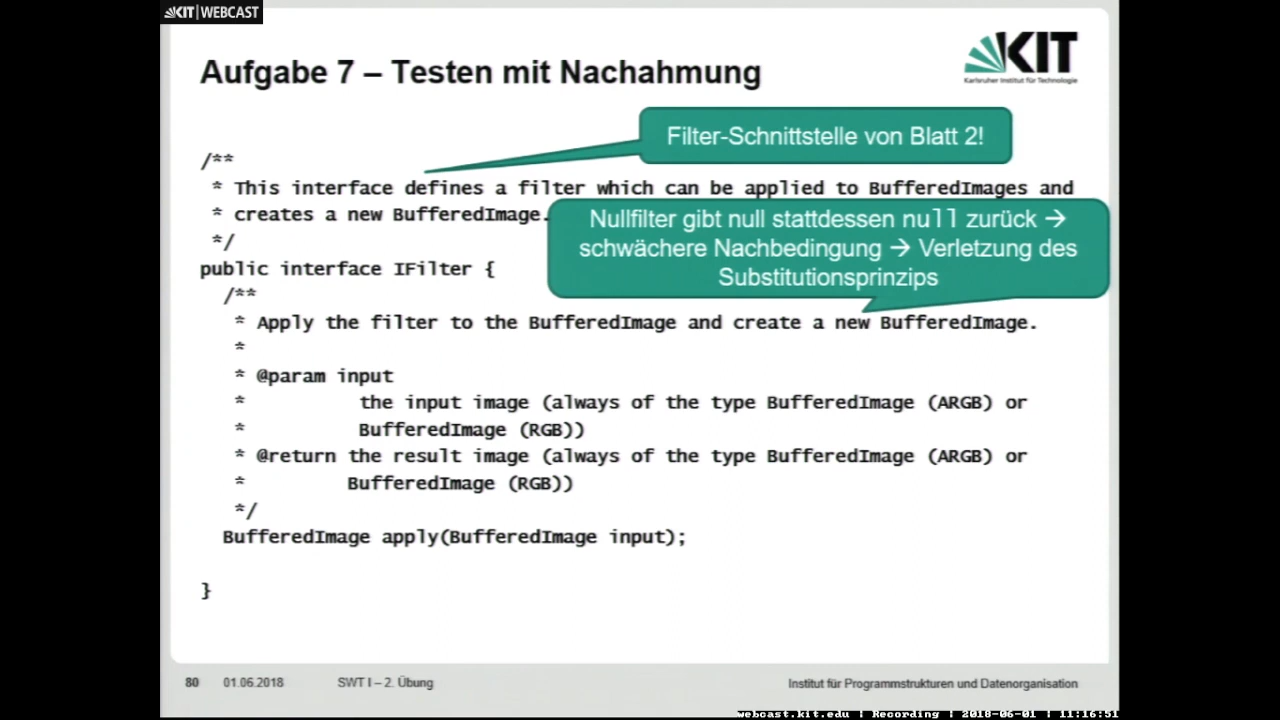 KIT|WEBCAST
Aufgabe 7 – Testen mit Nachahmung
KIT
Karlsruher Institut für Technologie
Filter-Schnittstelle von Blatt 2!
/**
* This interface defines a filter which can be applied to BufferedImages and
* creates a new BufferedImage.
*/
Nullfilter gibt null stattdessen null zurück →
schwächere Nachbedingung → Verletzung des
Substitutionsprinzips
public interface IFilter {
/**
* Apply the filter to the BufferedImage and create a new BufferedImage.
*
* @param input
* the input image (always of the type BufferedImage (ARGB) or
* BufferedImage (RGB))
* @return the result image (always of the type BufferedImage (ARGB) or
* BufferedImage (RGB))
*/
BufferedImage apply(BufferedImage input);
}
80 01.06.2018 SWT I – 2. Übung Institut für Programmstrukturen und Datenorganisation
webcast.kit.edu | Recording | 2018-06-01 | 11:16:51